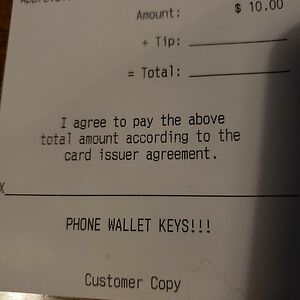 Amount: $ 10.00
+ Tip:
= Total:
I agree to pay the above
total amount according to the
card issuer agreement.
X
PHONE WALLET KEYS!!!
Customer Copy